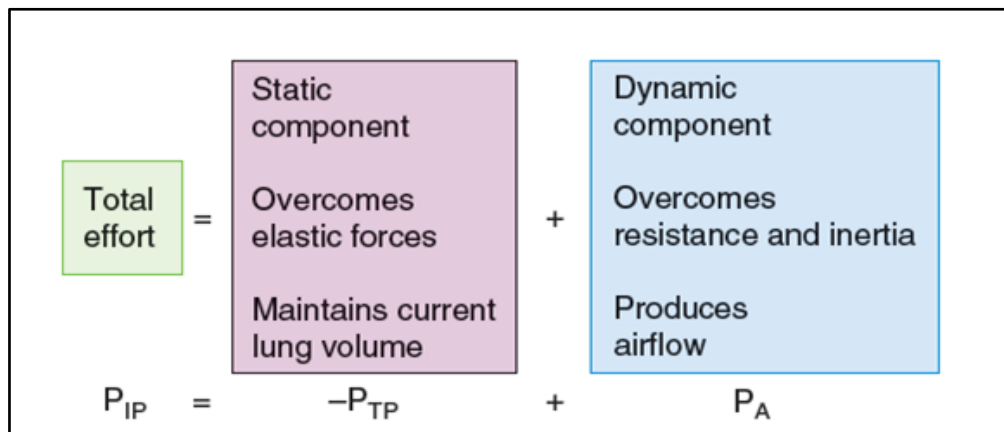 Total
effort
=
Static
component
Overcomes
elastic forces
Maintains current
lung volume
+
Dynamic
component
Overcomes
resistance and inertia
Produces
airflow
P_IP = –P_TP + P_A